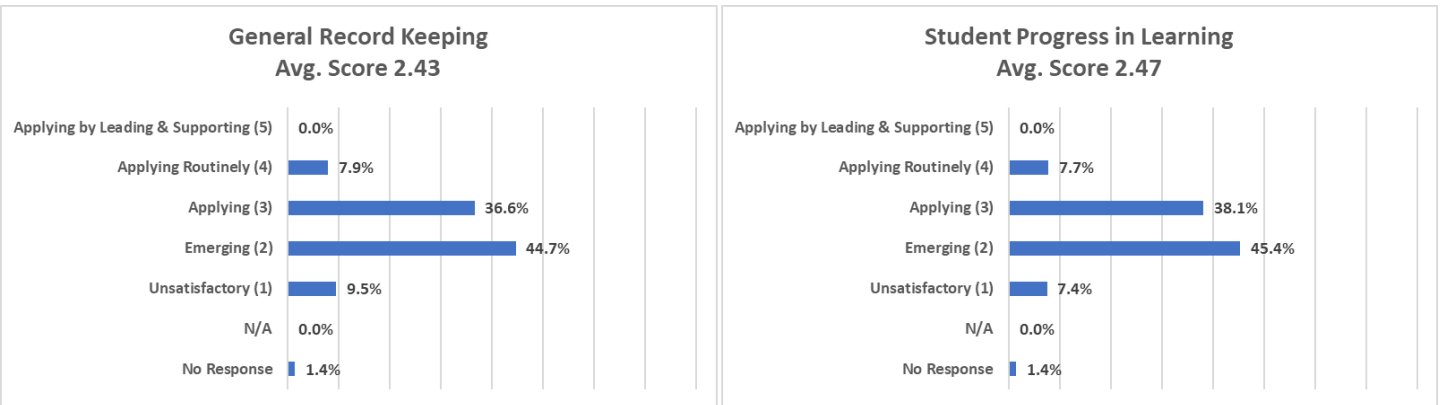 General Record Keeping
Avg. Score 2.43
Applying by Leading & Supporting (5) 0.0%
Applying Routinely (4) 7.9%
Applying (3) 36.6%
Emerging (2) 44.7%
Unsatisfactory (1) 9.5%
N/A 0.0%
No Response 1.4%
Student Progress in Learning
Avg. Score 2.47
Applying by Leading & Supporting (5) 0.0%
Applying Routinely (4) 7.7%
Applying (3) 38.1%
Emerging (2) 45.4%
Unsatisfactory (1) 7.4%
N/A 0.0%
No Response 1.4%